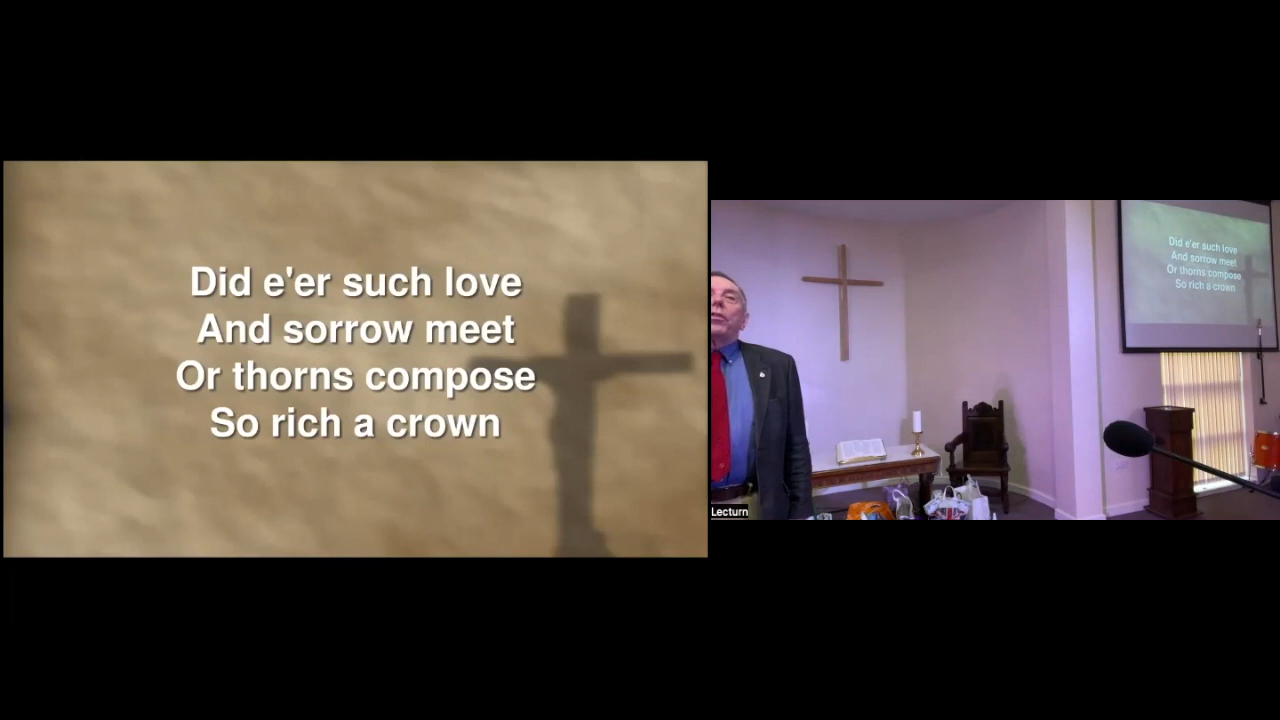 Did e'er such love
And sorrow meet
Or thorns compose
So rich a crown
Did e'er such love
And sorrow meet
Or thorns compose
So rich a crown
Lecturn